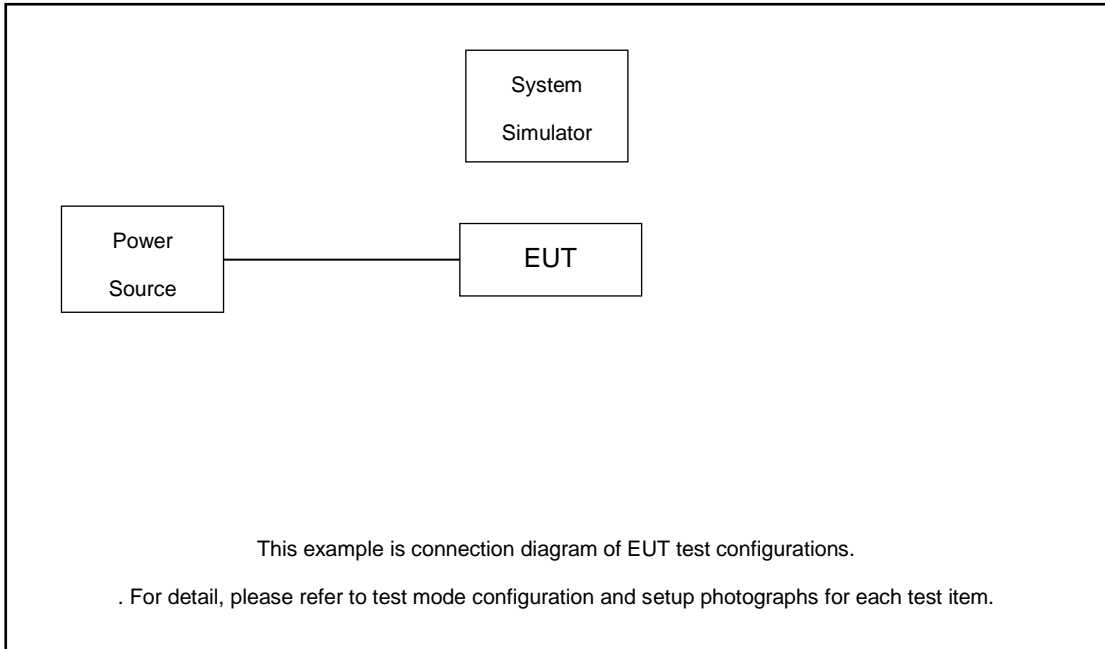 System
Simulator
Power
Source
EUT
This example is connection diagram of EUT test configurations.
. For detail, please refer to test mode configuration and setup photographs for each test item.